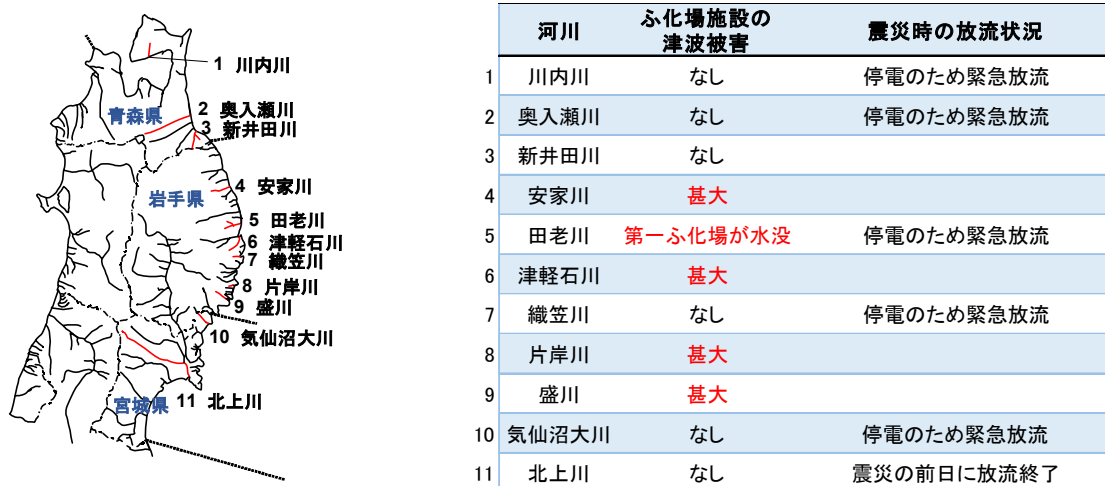 1 川内川
青森県
2 奥入瀬川
3 新井田川
岩手県
4 安家川
5 田老川
6 津軽石川
7 織笠川
8 片岸川
9 盛川
10 気仙沼大川
宮城県
11 北上川
河川 ふ化場施設の津波被害 震災時の放流状況
1 川内川 なし 停電のため緊急放流
2 奥入瀬川 なし 停電のため緊急放流
3 新井田川 なし
4 安家川 甚大
5 田老川 第一ふ化場が水没 停電のため緊急放流
6 津軽石川 甚大
7 織笠川 なし 停電のため緊急放流
8 片岸川 甚大
9 盛川 甚大
10 気仙沼大川 なし 停電のため緊急放流
11 北上川 なし 震災の前日に放流終了